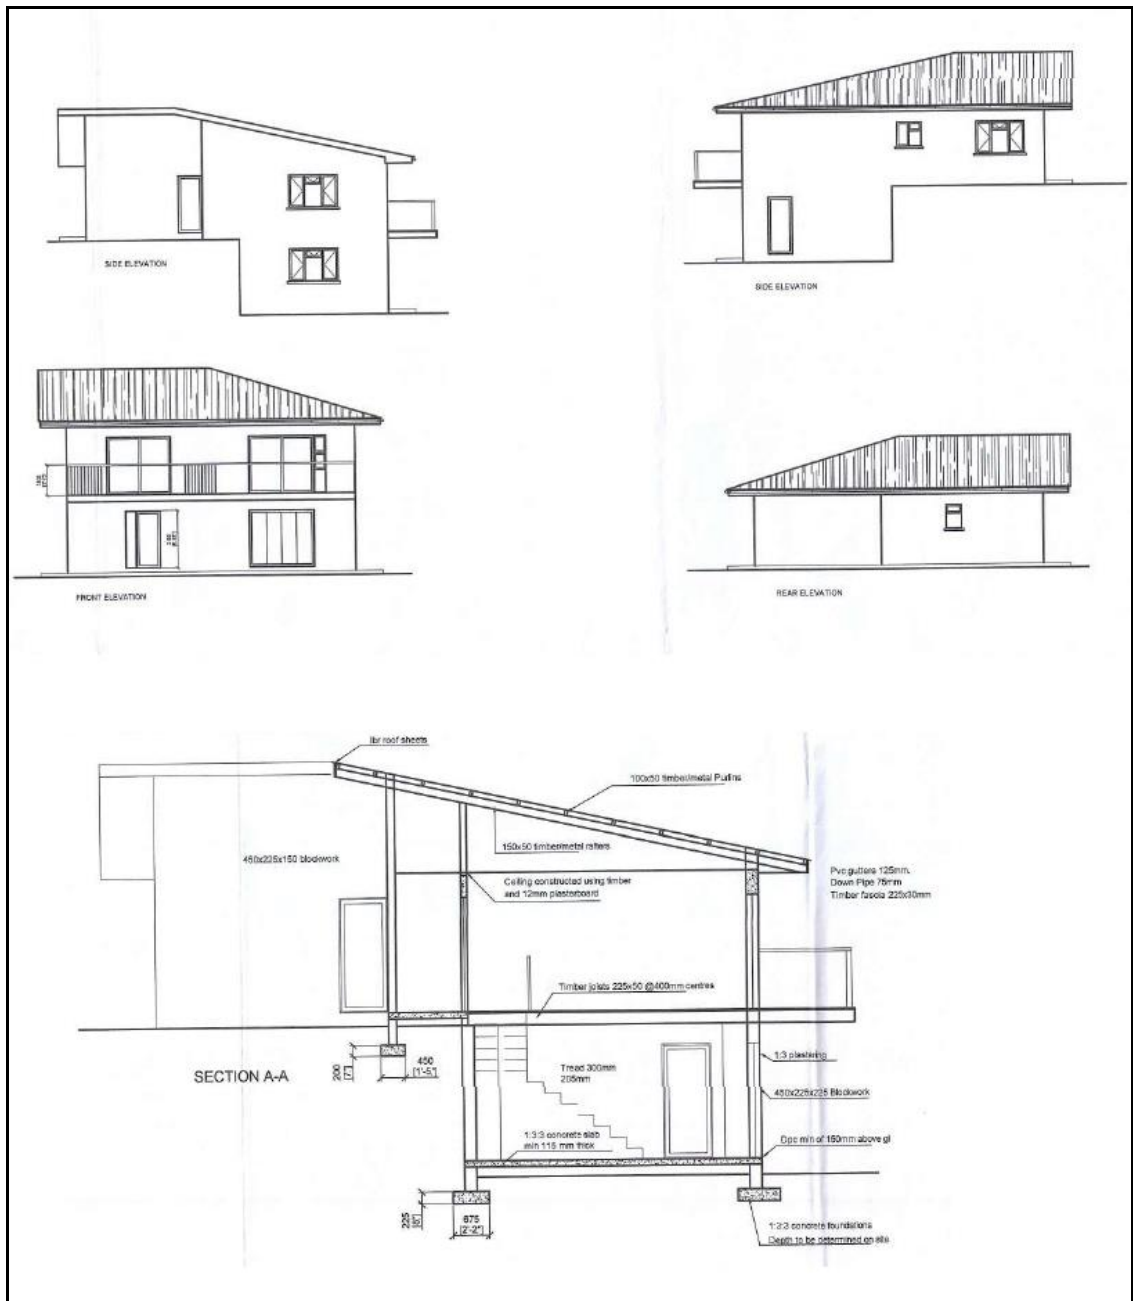 SIDE ELEVATION
SIDE ELEVATION
FRONT ELEVATION
REAR ELEVATION
Ibr roof sheets
100x50 timber/metal Purlins
150x50 timber/metal rafters
450x225x150 blockwork
Ceiling constructed using timber
and 12mm plasterboard
Pvc gutters 125mm.
Down Pipe 75mm
Timber fascia 225x30mm
Timber joists 225x50 @400mm centres
SECTION A-A
200
[7"]
450
[1'-5"]
Tread 300mm
205mm
1:3 plastering
450x225x225 Blockwork
1:3:3 concrete slab
min 115 mm thick
Dpc min of 150mm above gl
225
675
[2'-2"]
1:3:3 concrete foundations
Depth to be determined on site